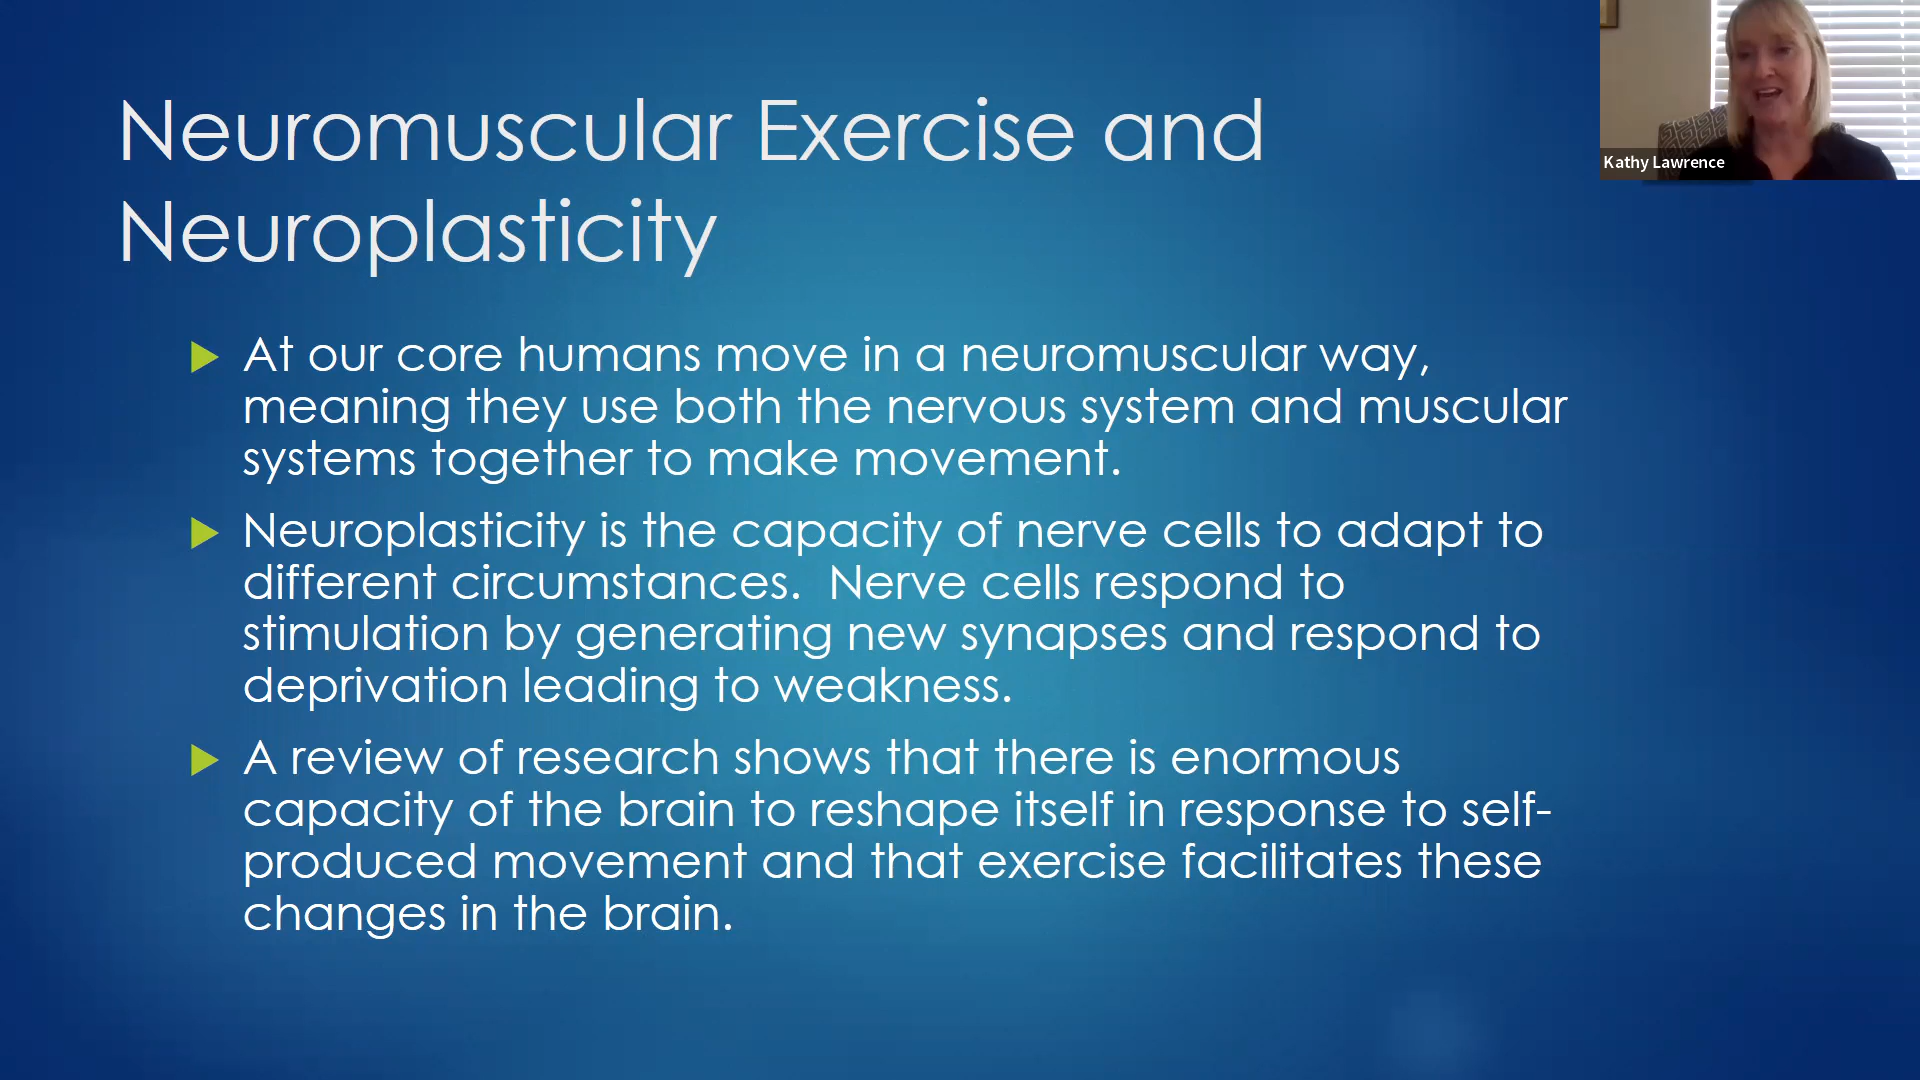 Neuromuscular Exercise and
Neuroplasticity
Kathy Lawrence
At our core humans move in a neuromuscular way,
meaning they use both the nervous system and muscular
systems together to make movement.
Neuroplasticity is the capacity of nerve cells to adapt to
different circumstances.  Nerve cells respond to
stimulation by generating new synapses and respond to
deprivation leading to weakness.
A review of research shows that there is enormous
capacity of the brain to reshape itself in response to self-
produced movement and that exercise facilitates these
changes in the brain.